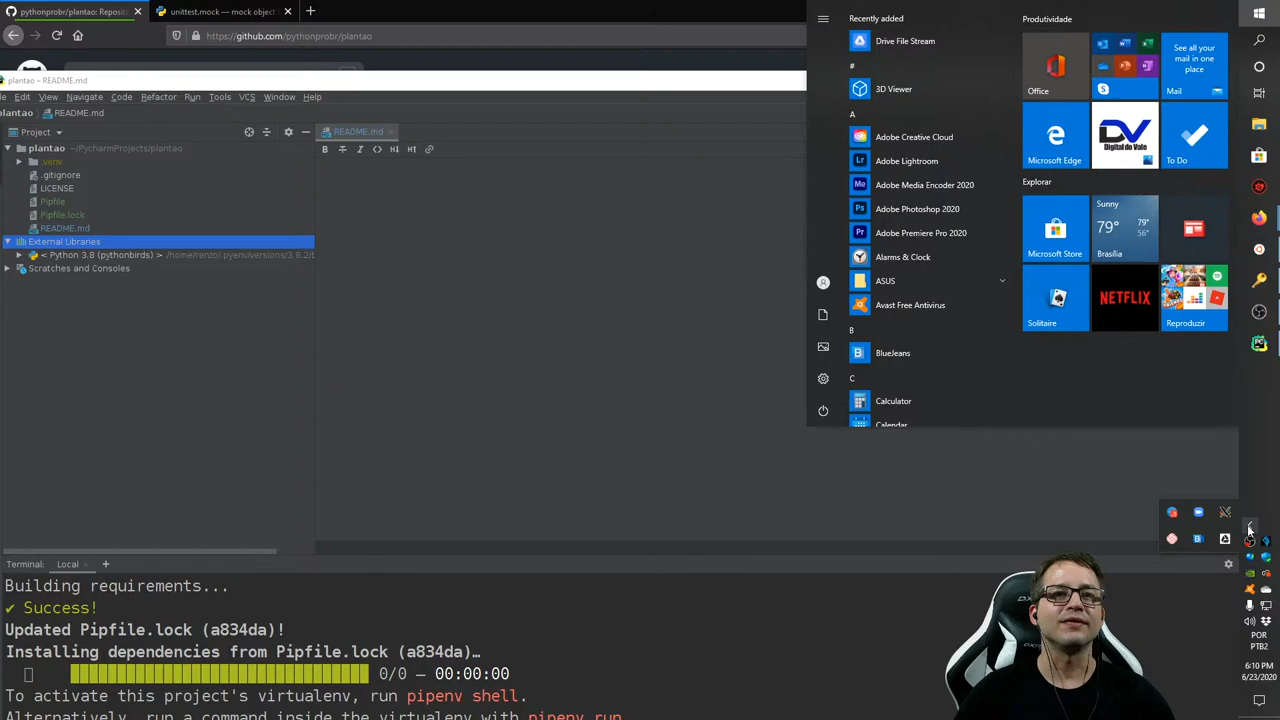 pythonprobr/plantao: Reposit
unittest.mock — mock object
https://github.com/pythonprobr/plantao
plantao – README.md
Edit View Navigate Code Refactor Run Tools VCS Window Help
plantao README.md
Project
README.md
plantao ~/PycharmProjects/plantao
venv
.gitignore
LICENSE
Pipfile
Pipfile.lock
README.md
External Libraries
< Python 3.8 (pythonbirds) > /home/renzo/.pyenv/versions/3.8.2/b
Scratches and Consoles
Terminal: Local
Building requirements...
✔ Success!
Updated Pipfile.lock (a834da)!
Installing dependencies from Pipfile.lock (a834da)…
0/0 — 00:00:00
To activate this project's virtualenv, run pipenv shell.
Alternatively, run a command inside the virtualenv with pipenv run.
Recently added
Drive File Stream
#
3D Viewer
A
Adobe Creative Cloud
Adobe Lightroom
Adobe Media Encoder 2020
Adobe Photoshop 2020
Adobe Premiere Pro 2020
Alarms & Clock
ASUS
Avast Free Antivirus
B
BlueJeans
C
Calculator
Calendar
Produtividade
Office
See all your
mail in one
place
Mail
Microsoft Edge
DV
Digital do Vale
To Do
Explorar
Microsoft Store
Sunny
79°
79°
56°
Brasília
Solitaire
NETFLIX
Reproduzir
POR
PTB2
6:10 PM
6/23/2020